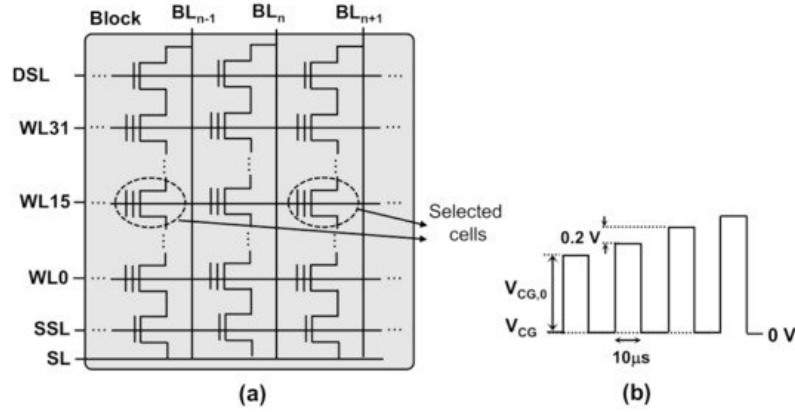 Block
BLn-1
BLn
BLn+1
DSL
WL31
WL15
WL0
SSL
SL
Selected
cells
(a)
0.2 V
VCG,0
VCG
0 V
10μs
(b)